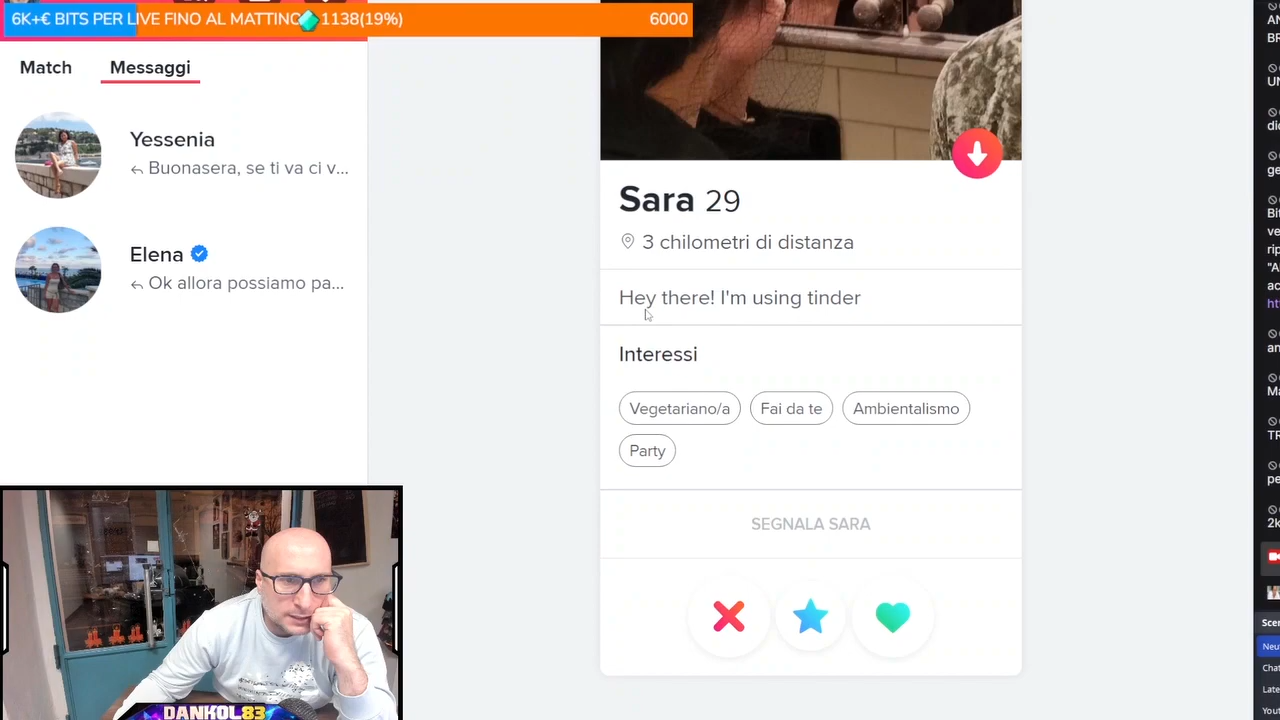 6K+€ BITS PER LIVE FINO AL MATTINO 1138(19%) 6000
Match Messaggi
Yessenia
Buonasera, se ti va ci v...
Elena
Ok allora possiamo pa...
Sara 29
3 chilometri di distanza
Hey there! I'm using tinder
Interessi
Vegetariano/a Fai da te Ambientalismo
Party
SEGNALA SARA
DANKOL83